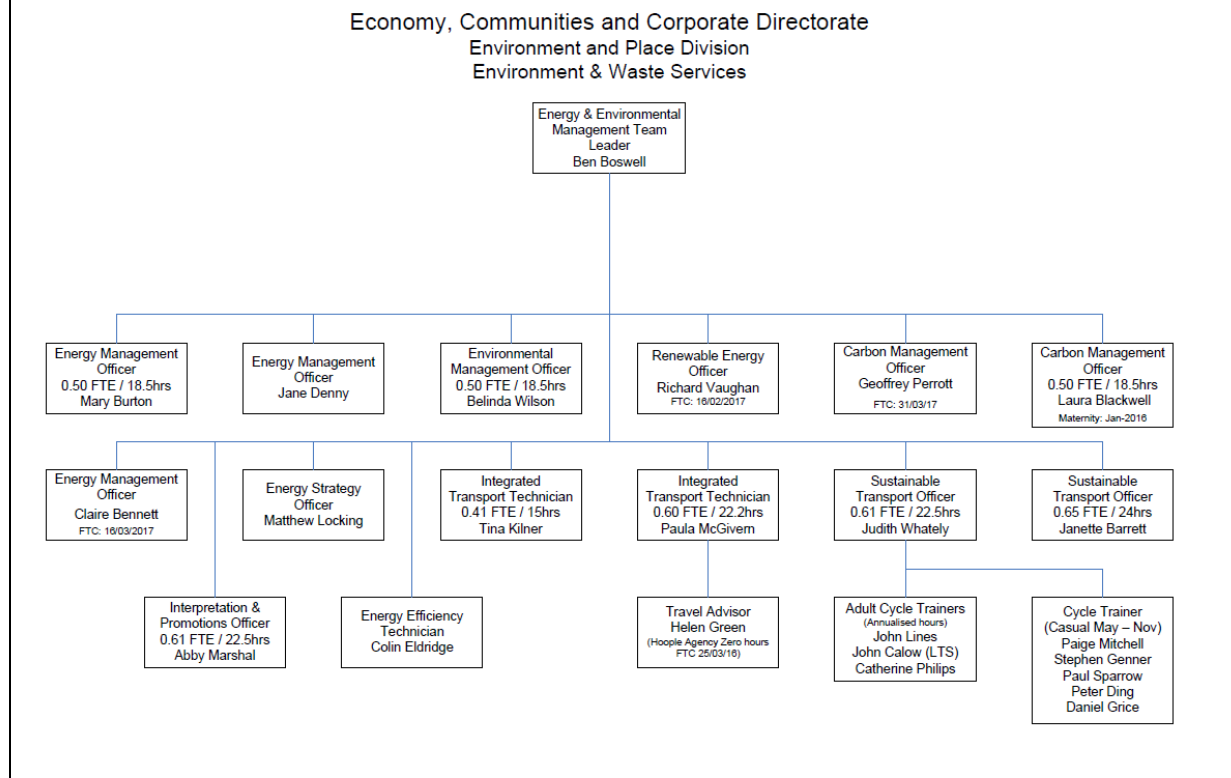 Economy, Communities and Corporate Directorate
Environment and Place Division
Environment & Waste Services
Energy & Environmental
Management Team
Leader
Ben Boswell
Energy Management
Officer
0.50 FTE / 18.5hrs
Mary Burton
Energy Management
Officer
Jane Denny
Environmental
Management Officer
0.50 FTE / 18.5hrs
Belinda Wilson
Renewable Energy
Officer
Richard Vaughan
FTC: 16/02/2017
Carbon Management
Officer
Geoffrey Perrott
FTC: 31/03/17
Carbon Management
Officer
0.50 FTE / 18.5hrs
Laura Blackwell
Maternity: Jan-2016
Energy Management
Officer
Claire Bennett
FTC: 16/03/2017
Energy Strategy
Officer
Matthew Locking
Integrated
Transport Technician
0.41 FTE / 15hrs
Tina Kilner
Integrated
Transport Technician
0.60 FTE / 22.2hrs
Paula McGivern
Sustainable
Transport Officer
0.61 FTE / 22.5hrs
Judith Whately
Sustainable
Transport Officer
0.65 FTE / 24hrs
Janette Barrett
Interpretation &
Promotions Officer
0.61 FTE / 22.5hrs
Abby Marshal
Energy Efficiency
Technician
Colin Eldridge
Travel Advisor
Helen Green
(Hoople Agency Zero hours
FTC 25/03/16)
Adult Cycle Trainers
(Annualised hours)
John Lines
John Calow (LTS)
Catherine Philips
Cycle Trainer
(Casual May – Nov)
Paige Mitchell
Stephen Genner
Paul Sparrow
Peter Ding
Daniel Grice